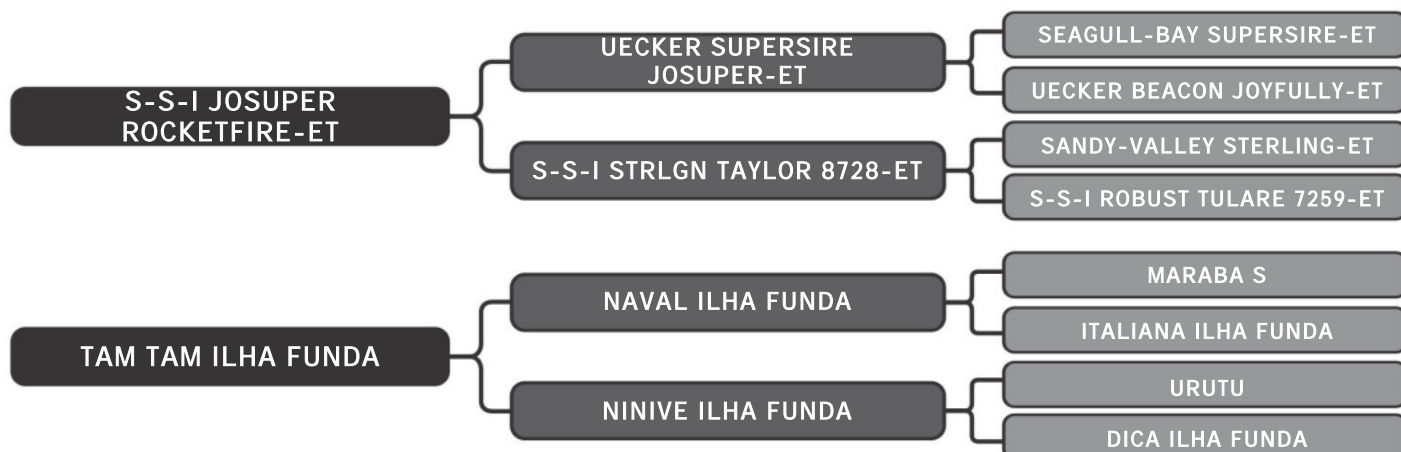 S-S-I JOSUPER
ROCKETFIRE-ET
UECKER SUPERSIRE
JOSUPER-ET
SEAGULL-BAY SUPERSIRE-ET
UECKER BEACON JOYFULLY-ET
S-S-I STRLGN TAYLOR 8728-ET
SANDY-VALLEY STERLING-ET
S-S-I ROBUST TULARE 7259-ET
TAM TAM ILHA FUNDA
NAVAL ILHA FUNDA
MARABA S
ITALIANA ILHA FUNDA
NINIVE ILHA FUNDA
URUTU
DICA ILHA FUNDA